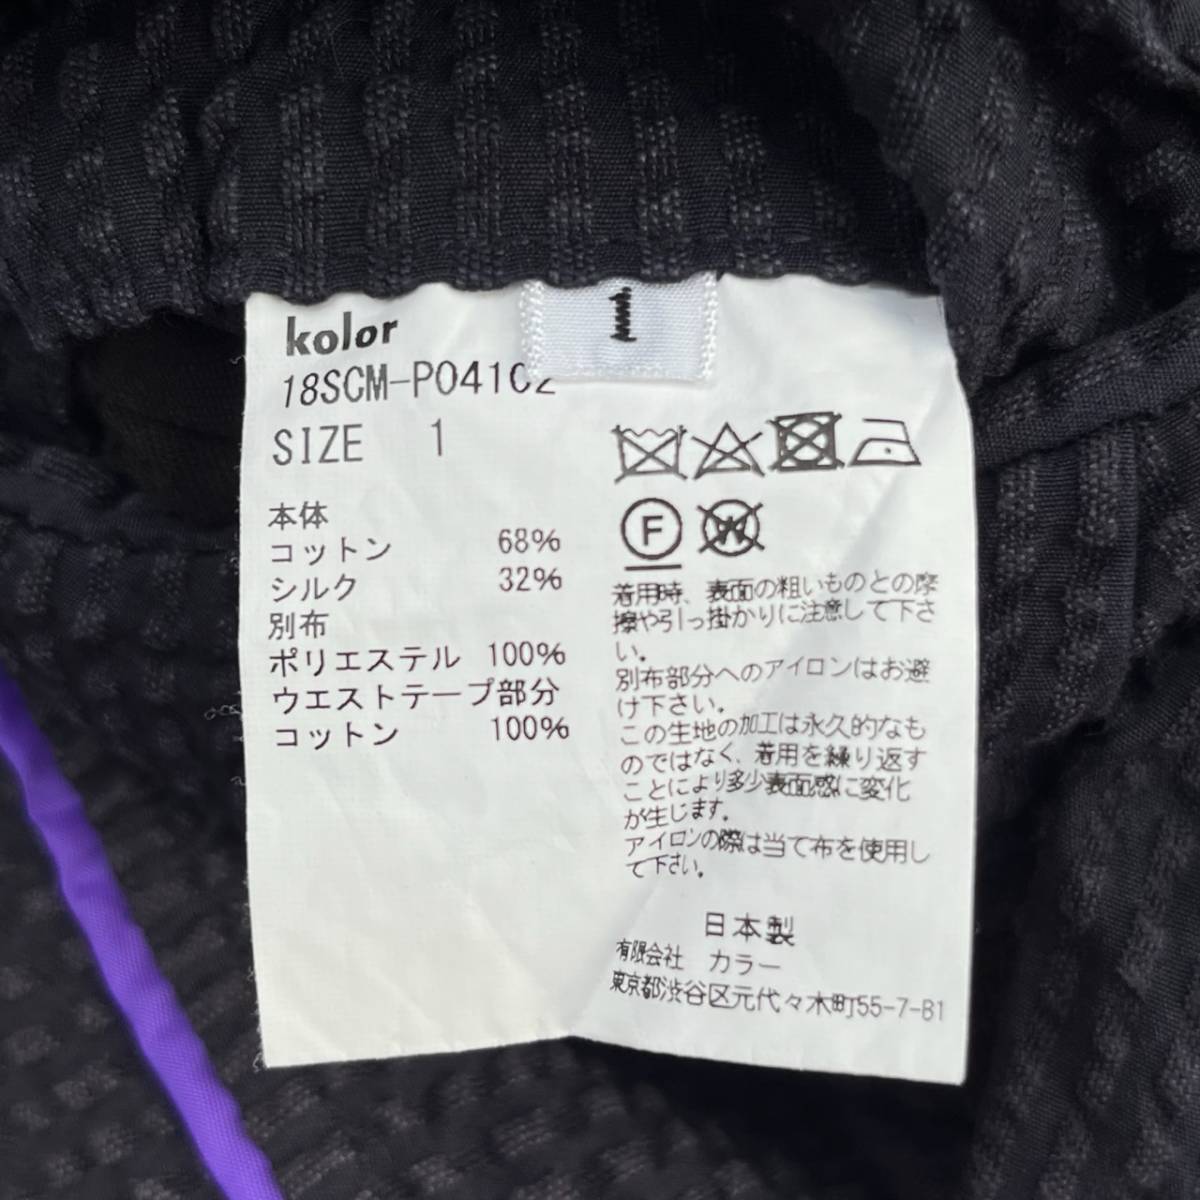 kolor
1
18SCM-P04102
SIZE 1
本体
コットン 68%
シルク 32%
別布
ポリエステル 100%
ウエストテープ部分
コットン 100%
F
W
着用時、表面の粗いものとの摩
擦や引っ掛かりに注意して下さ
い。
別布部分へのアイロンはお避
け下さい。
この生地の加工は永久的なも
のではなく、着用を繰り返す
ことにより多少表面感に変化
が生じます。
アイロンの際は当て布を使用し
て下さい。
日本製
有限会社 カラー
東京都渋谷区元代々木町55-7-B1